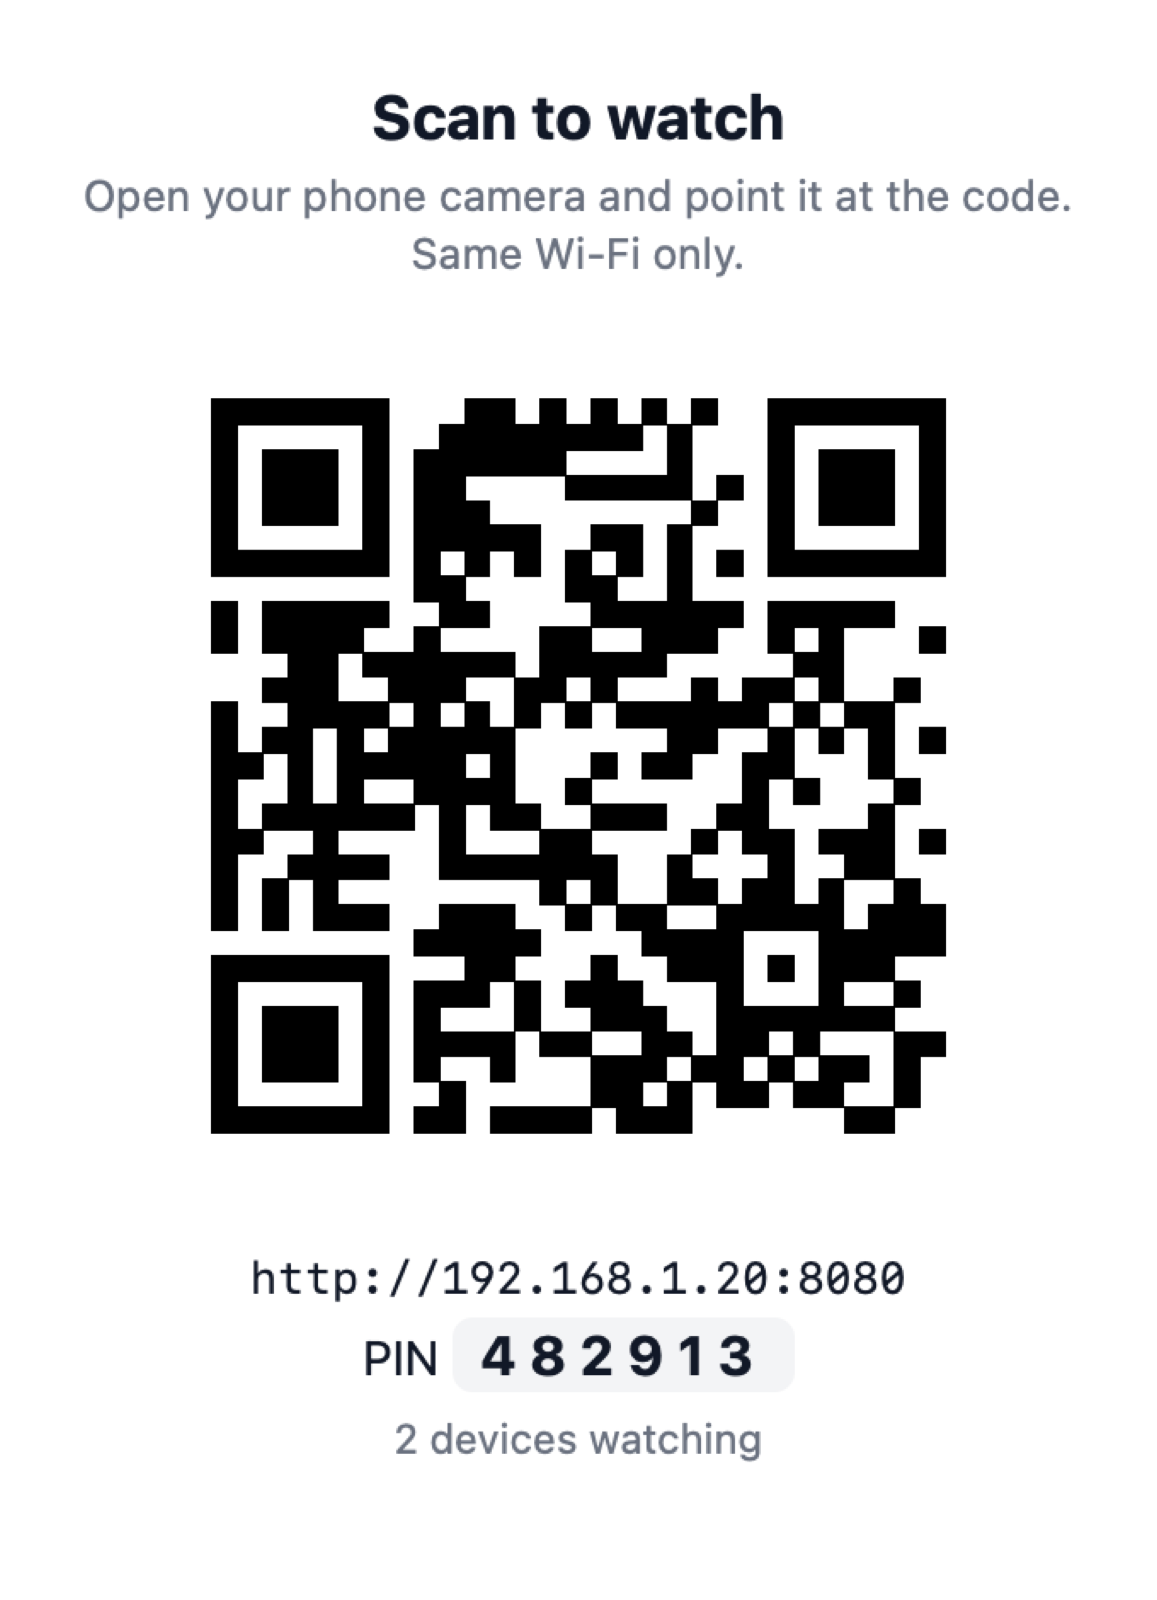 Scan to watch
Open your phone camera and point it at the code.
Same Wi-Fi only.
http://192.168.1.20:8080
PIN 482913
2 devices watching